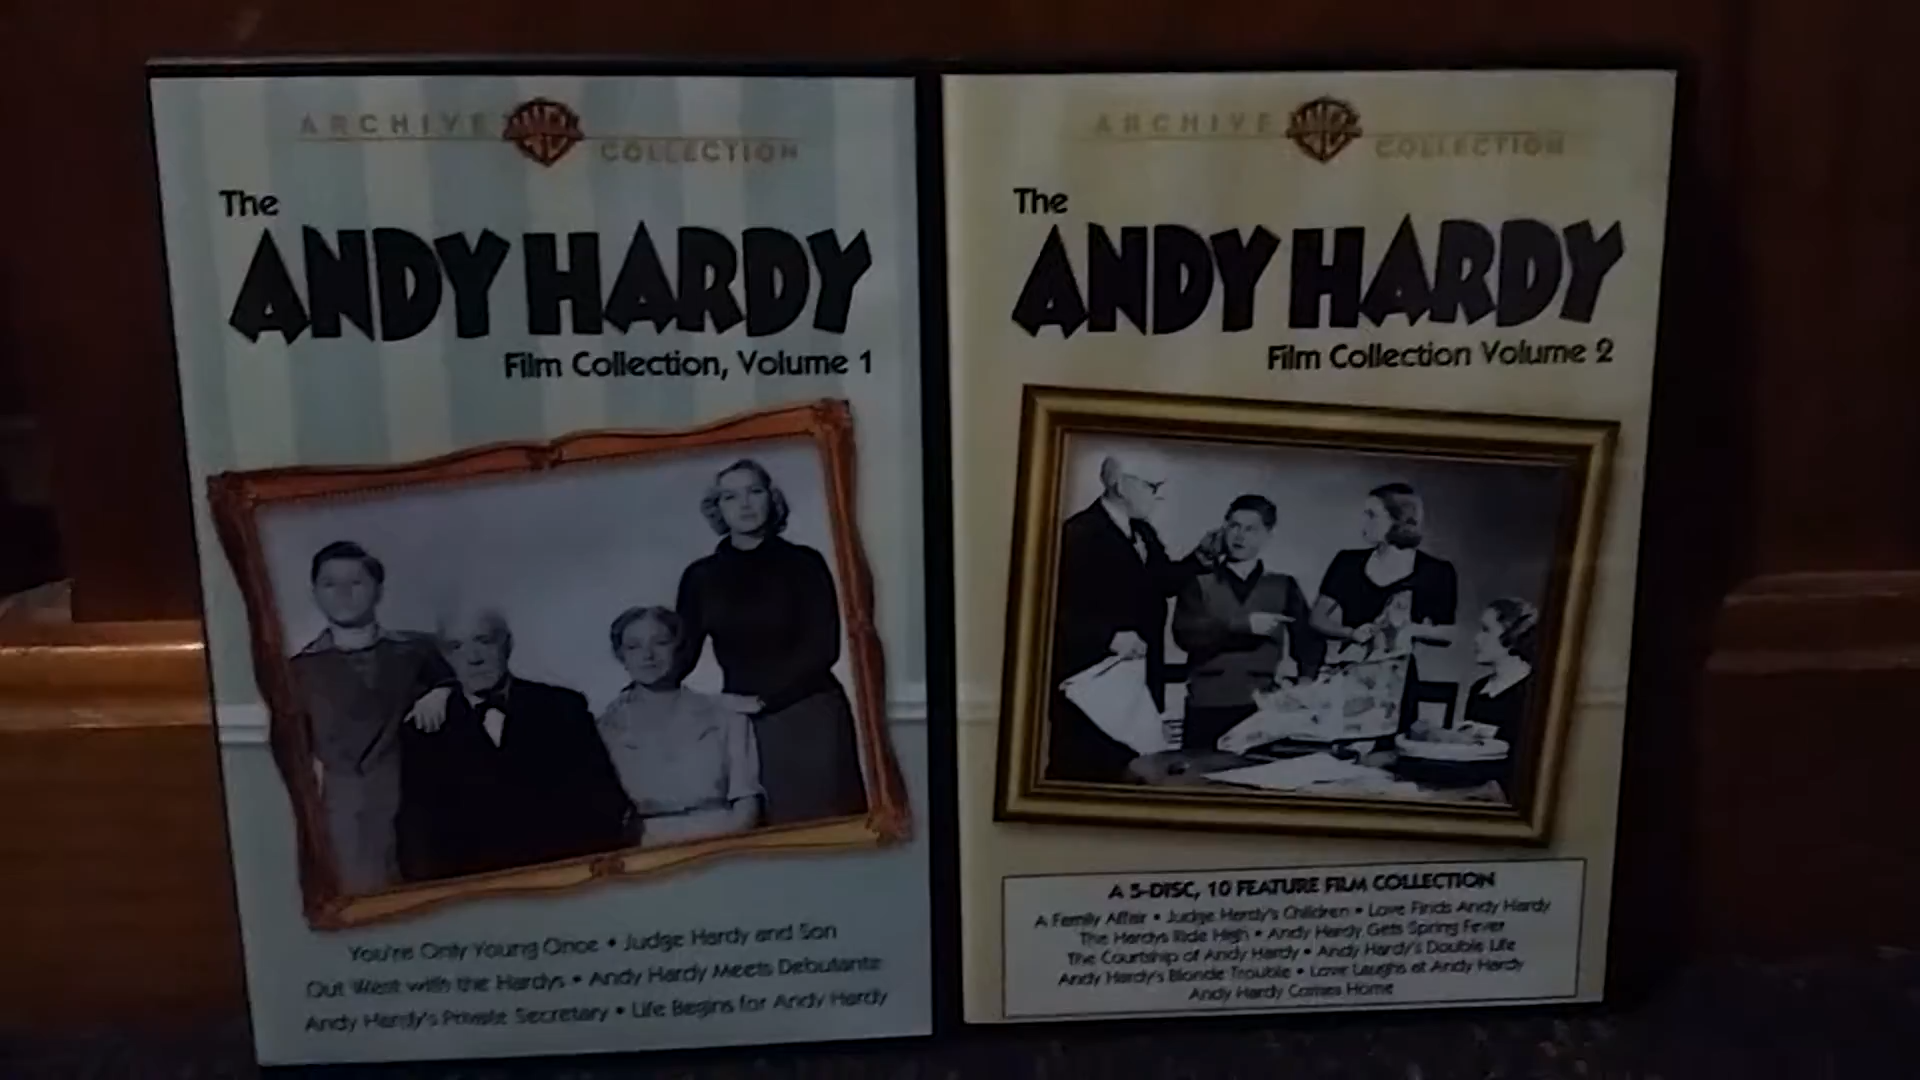 ARCHIVE WB COLLECTION
The
ANDY HARDY
Film Collection, Volume 1
You're Only Young Once • Judge Hardy and Son
Out West with the Hardys • Andy Hardy Meets Debutante
Andy Hardy's Private Secretary • Life Begins for Andy Hardy
ARCHIVE WB COLLECTION
The
ANDY HARDY
Film Collection Volume 2
A 5-DISC, 10 FEATURE FILM COLLECTION
A Family Affair • Judge Hardy's Children • Love Finds Andy Hardy
The Hardys Ride High • Andy Hardy Gets Spring Fever
The Courtship of Andy Hardy • Andy Hardy's Double Life
Andy Hardy's Blonde Trouble • Love Laughs at Andy Hardy
Andy Hardy Comes Home